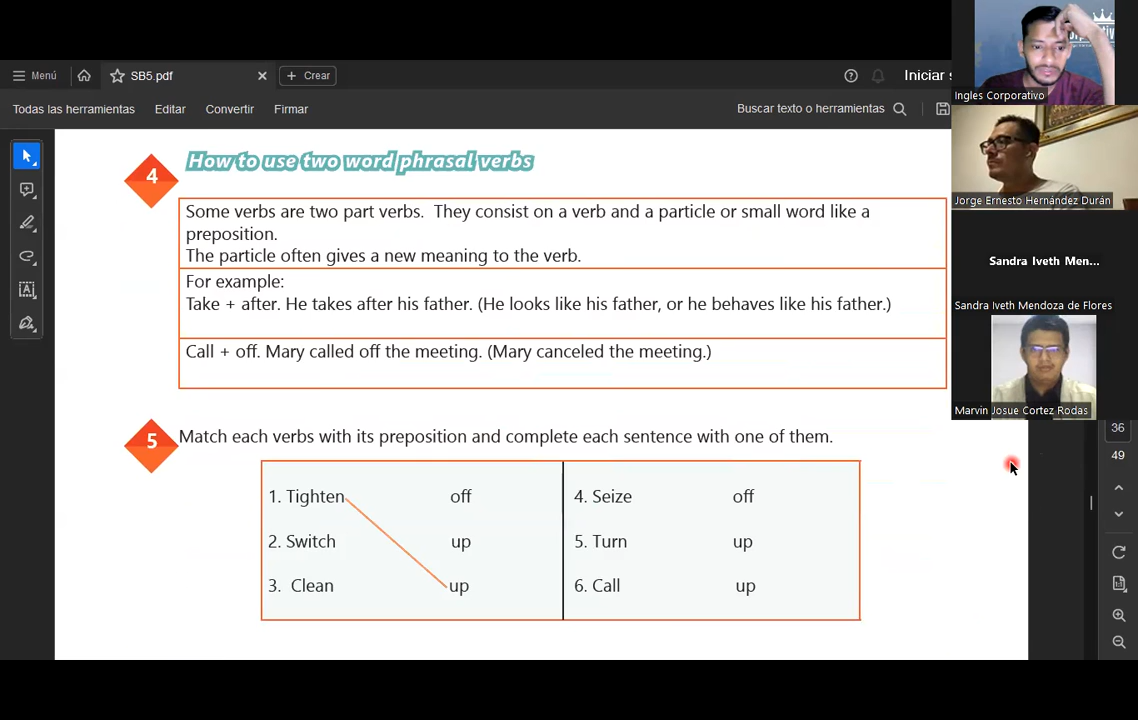 Menú
SB5.pdf
Crear
Iniciar s
Todas las herramientas
Editar
Convertir
Firmar
Buscar texto o herramientas
Ingles Corporativo
Jorge Ernesto Hernández Durán
Sandra Iveth Men...
Sandra Iveth Mendoza de Flores
Marvin Josue Cortez Rodas
4
How to use two word phrasal verbs
Some verbs are two part verbs. They consist on a verb and a particle or small word like a
preposition.
The particle often gives a new meaning to the verb.
For example:
Take + after. He takes after his father. (He looks like his father, or he behaves like his father.)
Call + off. Mary called off the meeting. (Mary canceled the meeting.)
5
Match each verbs with its preposition and complete each sentence with one of them.
1. Tighten off
2. Switch up
3. Clean up
4. Seize off
5. Turn up
6. Call up
36
49